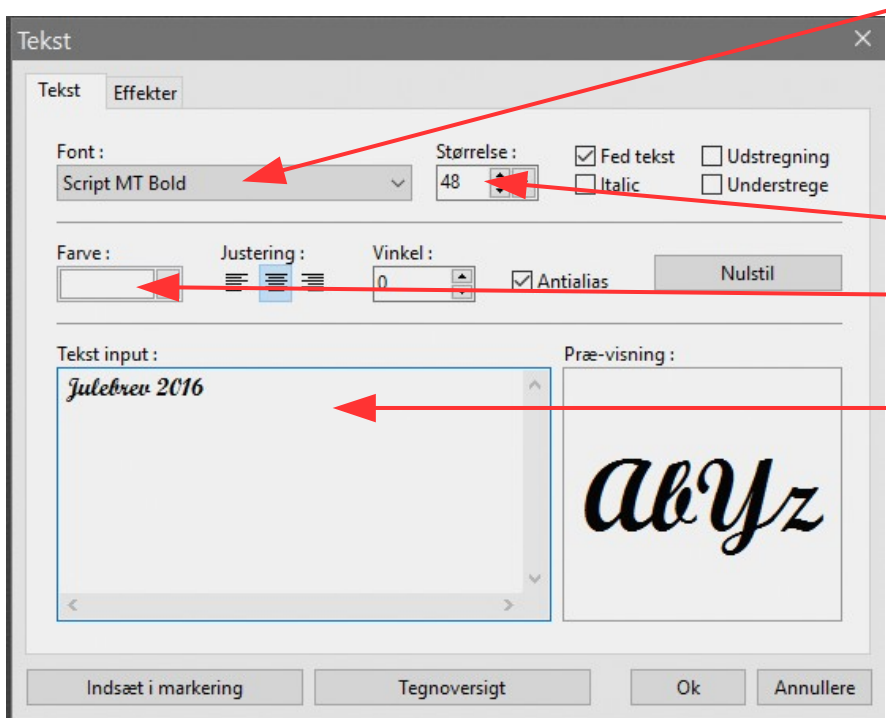 Tekst
Tekst Effekter
Font :
Størrelse :
Fed tekst
Udstregning
Script MT Bold
48
Italic
Understrege
Farve :
Justering :
Vinkel :
0
Antialias
Nulstil
Tekst input :
Præ-visning :
Julebrev 2016
AbYz
Indsæt i markering
Tegnoversigt
Ok
Annullere